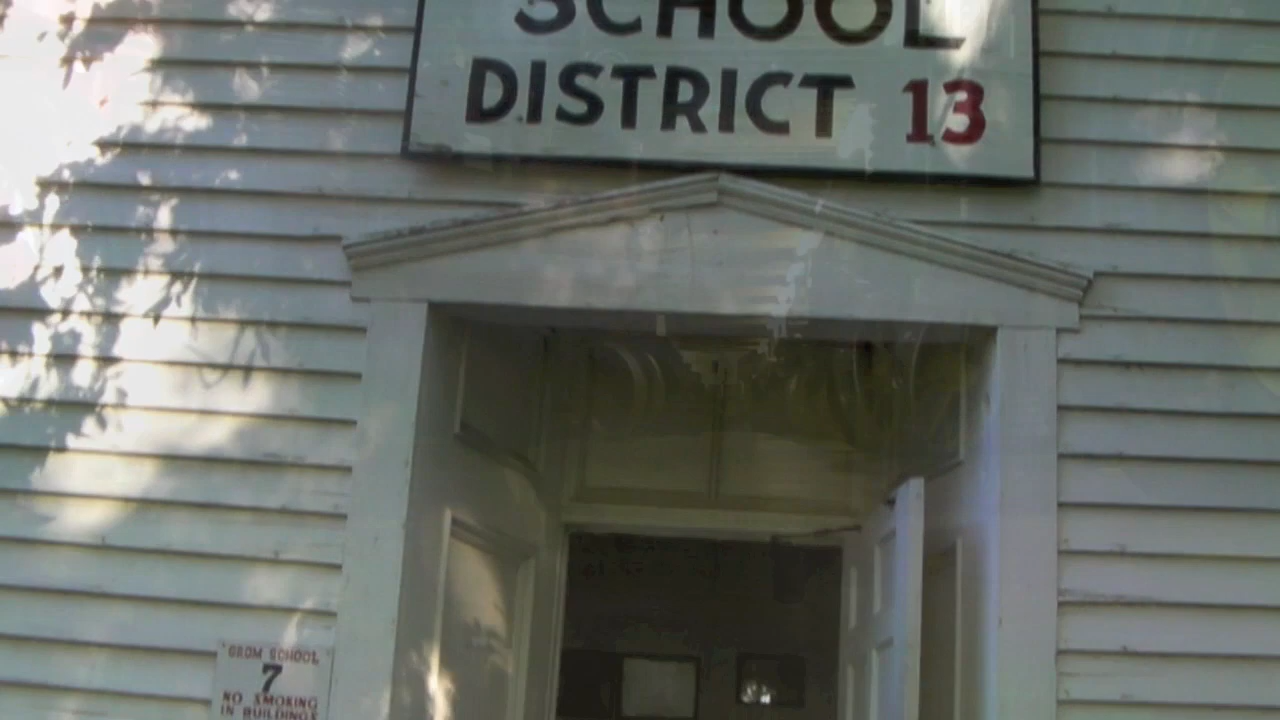 SCHOOL
DISTRICT 13
GROM SCHOOL
7
NO SMOKING
IN BUILDINGS